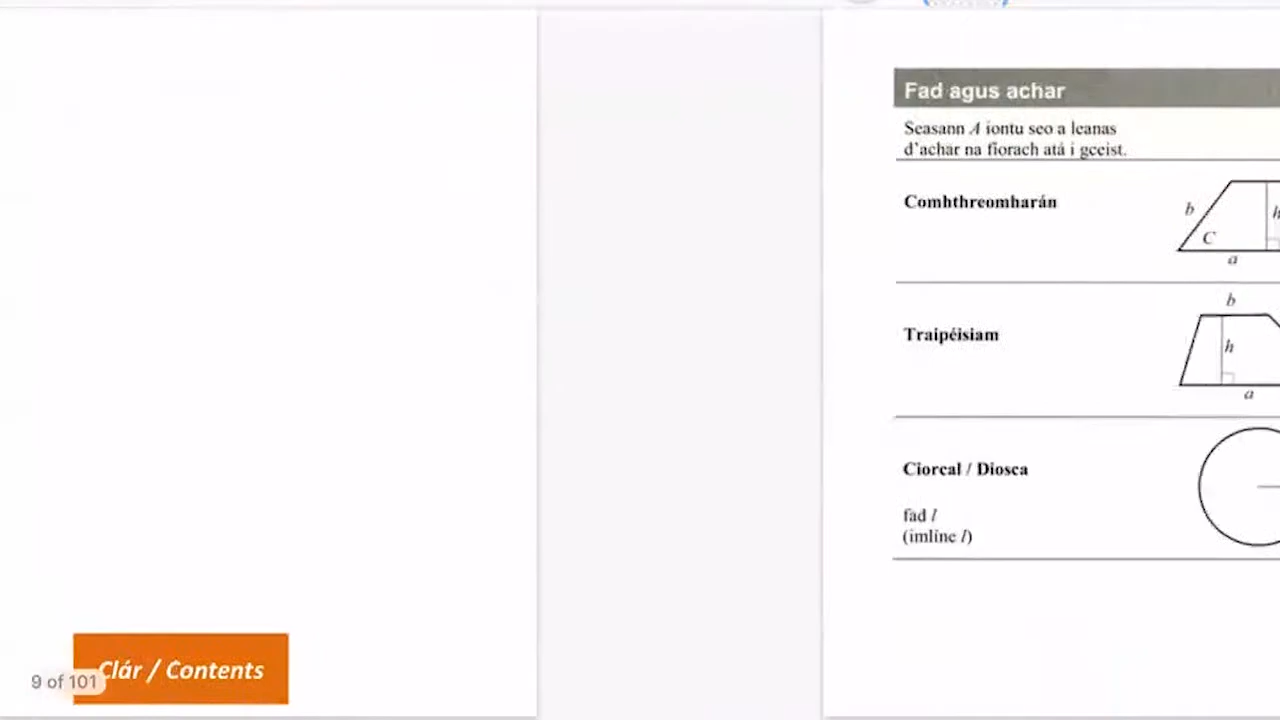 Clár / Contents
9 of 101
Fad agus achar
Seasann A iontu seo a leanas
d'achar na fíorach atá i gceist.
Comhthreomharán
b
h
C
a
b
Traipéisiam
h
a
Ciorcal / Diosca
fad l
(imlíne l)